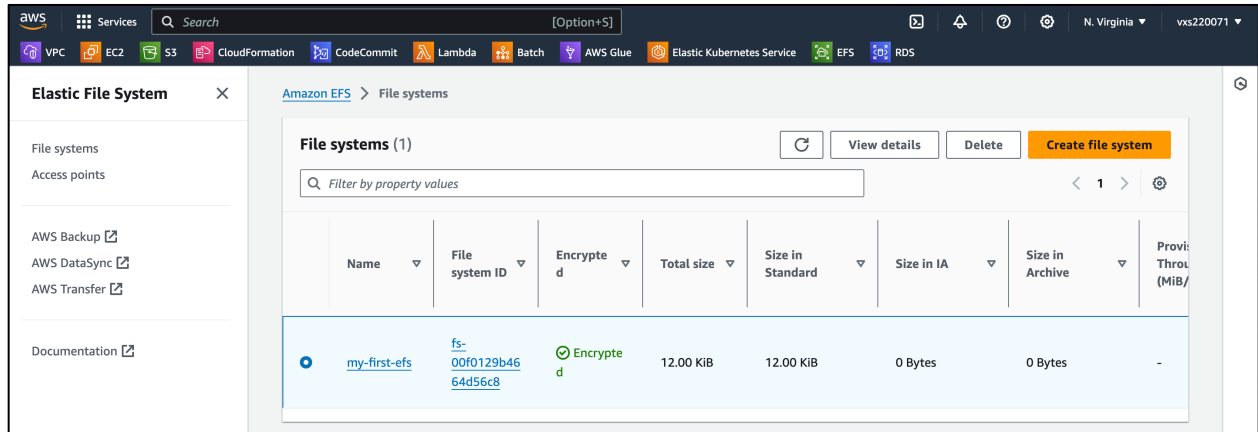 aws Services Search [Option+S] N. Virginia vxs220071
VPC EC2 S3 CloudFormation CodeCommit Lambda Batch AWS Glue Elastic Kubernetes Service EFS RDS
Elastic File System
File systems
Access points
AWS Backup
AWS DataSync
AWS Transfer
Documentation
Amazon EFS > File systems
File systems (1)
View details
Delete
Create file system
Filter by property values
1
Name
File
system ID
Encrypte
d
Total size
Size in
Standard
Size in IA
Size in
Archive
Provis
Throu
(MiB/
my-first-efs
fs-
00f0129b46
64d56c8
Encrypte
d
12.00 KiB
12.00 KiB
0 Bytes
0 Bytes
-